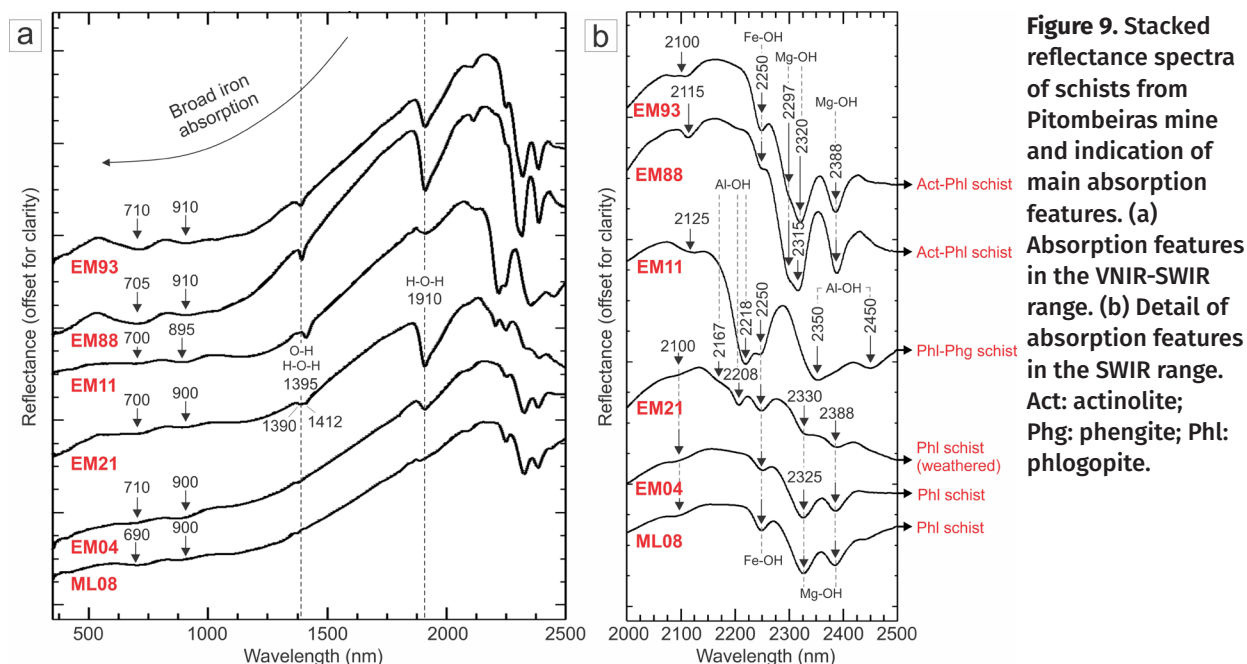 a
Broad iron
absorption
710
910
EM93
705
910
EM88
700
895
EM11
700
900
EM21
710
900
EM04
690
900
ML08
O-H
H-O-H
1395
1390
1412
H-O-H
1910
Reflectance (offset for clarity)
500
1000
1500
2000
2500
Wavelength (nm)
b
2100
Fe-OH
2250
Mg-OH
2297
2320
Mg-OH
2388
EM93
2115
EM88
Act-Phl schist
Al-OH
2125
2315
Act-Phl schist
EM11
2167
2208
2218
2250
Al-OH
2350
2450
Phl-Phg schist
2100
EM21
2330
2388
Phl schist
(weathered)
EM04
2325
Phl schist
ML08
Phl schist
Fe-OH
Mg-OH
Reflectance (offset for clarity)
2000
2100
2200
2300
2400
2500
Wavelength (nm)
Figure 9. Stacked
reflectance spectra
of schists from
Pitombeiras mine
and indication of
main absorption
features. (a)
Absorption features
in the VNIR-SWIR
range. (b) Detail of
absorption features
in the SWIR range.
Act: actinolite;
Phg: phengite; Phl:
phlogopite.